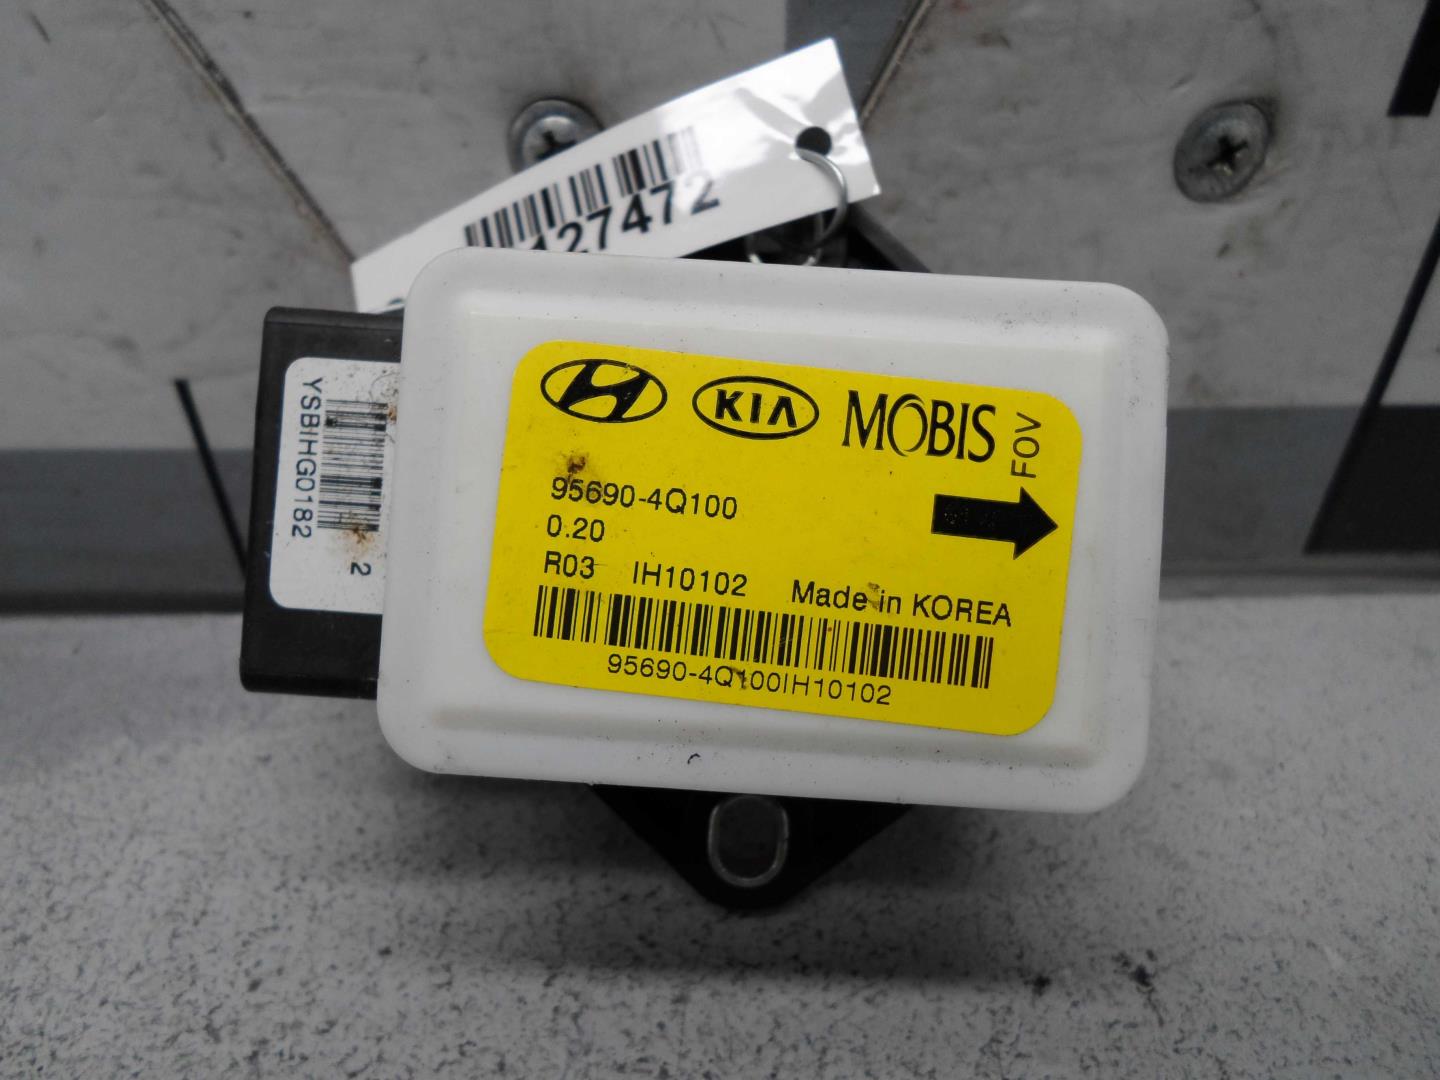 127472
YSBIHG0182
2
KIA MOBIS
FOV
95690-4Q100
0.20
R03 IH10102 Made in KOREA
95690-4Q100IH10102